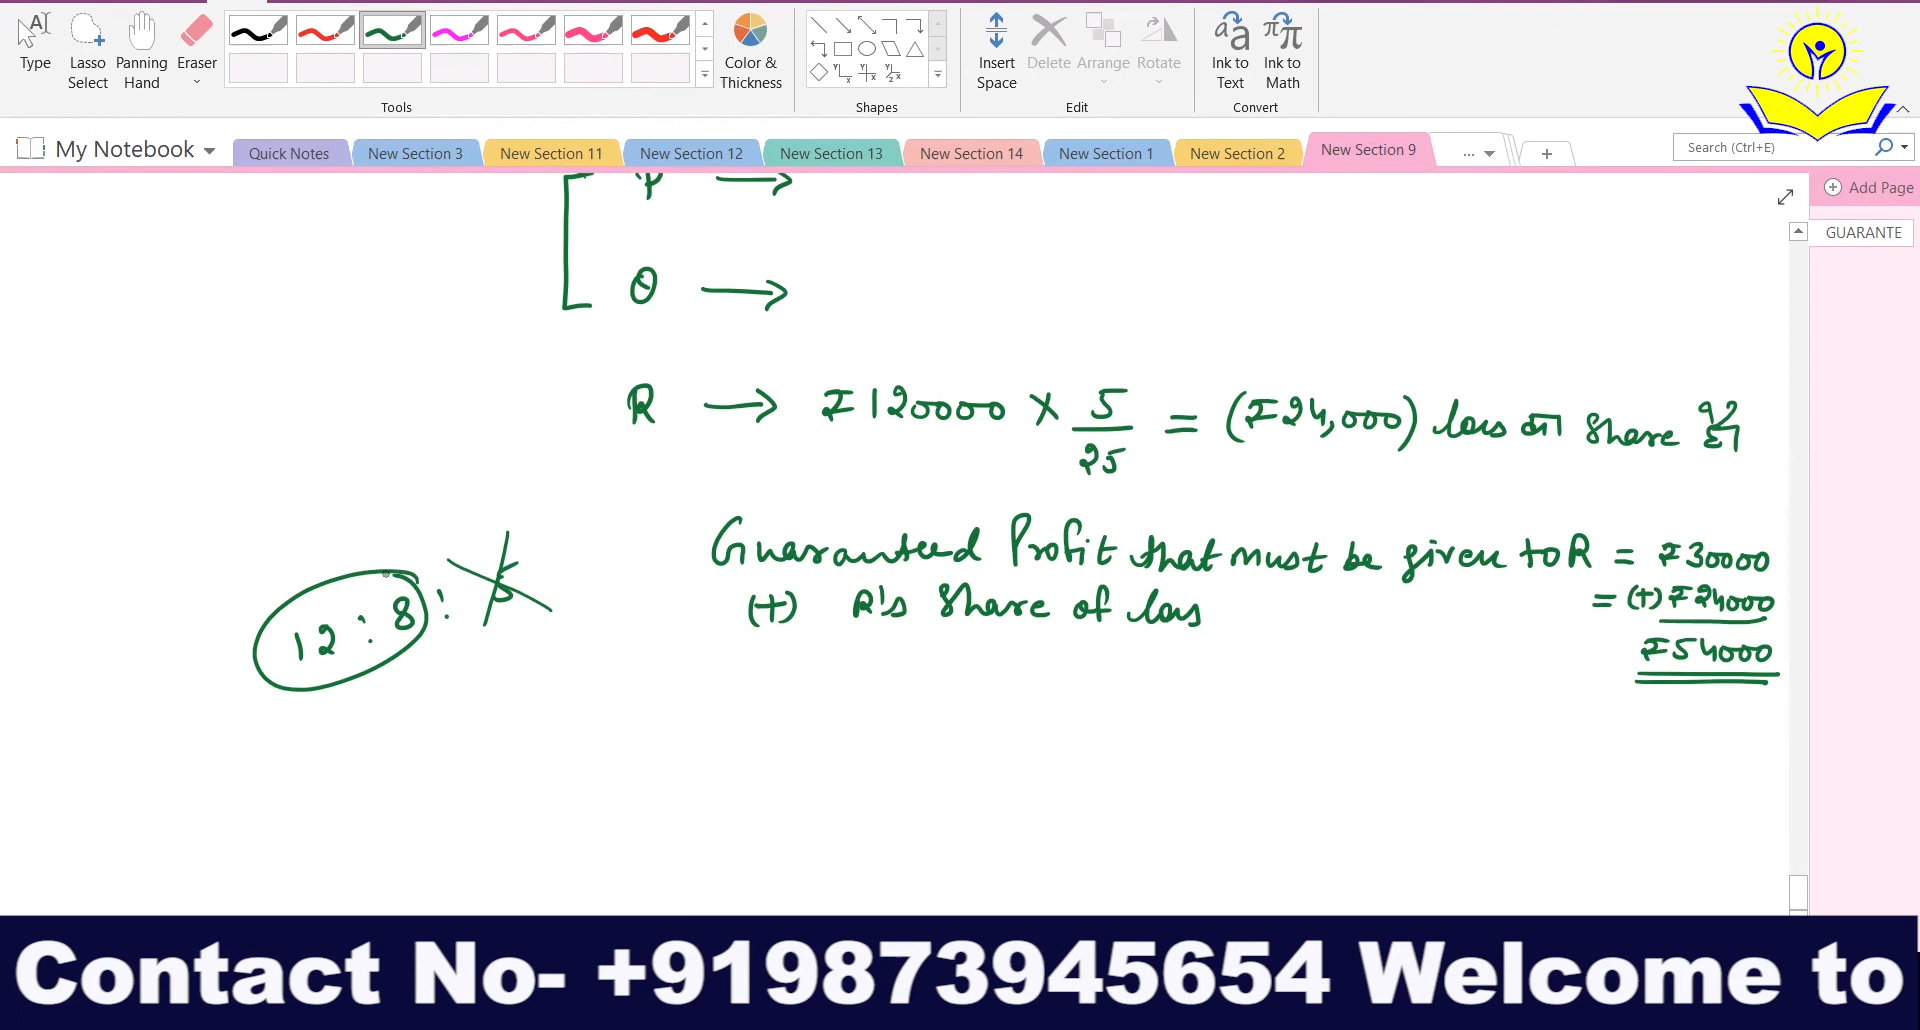 Type
Lasso Select
Panning Hand
Eraser
Color & Thickness
Insert Space
Delete
Arrange
Rotate
Ink to Text
Ink to Math
Tools
Shapes
Edit
Convert
My Notebook
Quick Notes
New Section 3
New Section 11
New Section 12
New Section 13
New Section 14
New Section 1
New Section 2
New Section 9
...
Search (Ctrl+E)
Add Page
GUARANTE
P →
Q →
R → ₹120000 × 5/25 = (₹24,000) loss का share है
Guaranteed Profit that must be given to R = ₹30000
(+) R's share of loss = (+) ₹24000
₹54000
12 : 8 : 5
Contact No- +919873945654 Welcome to